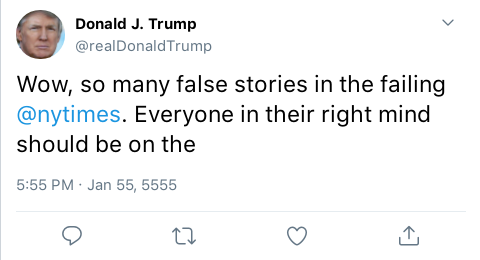 Donald J. Trump
@realDonaldTrump
Wow, so many false stories in the failing
@nytimes. Everyone in their right mind
should be on the
5:55 PM · Jan 55, 5555